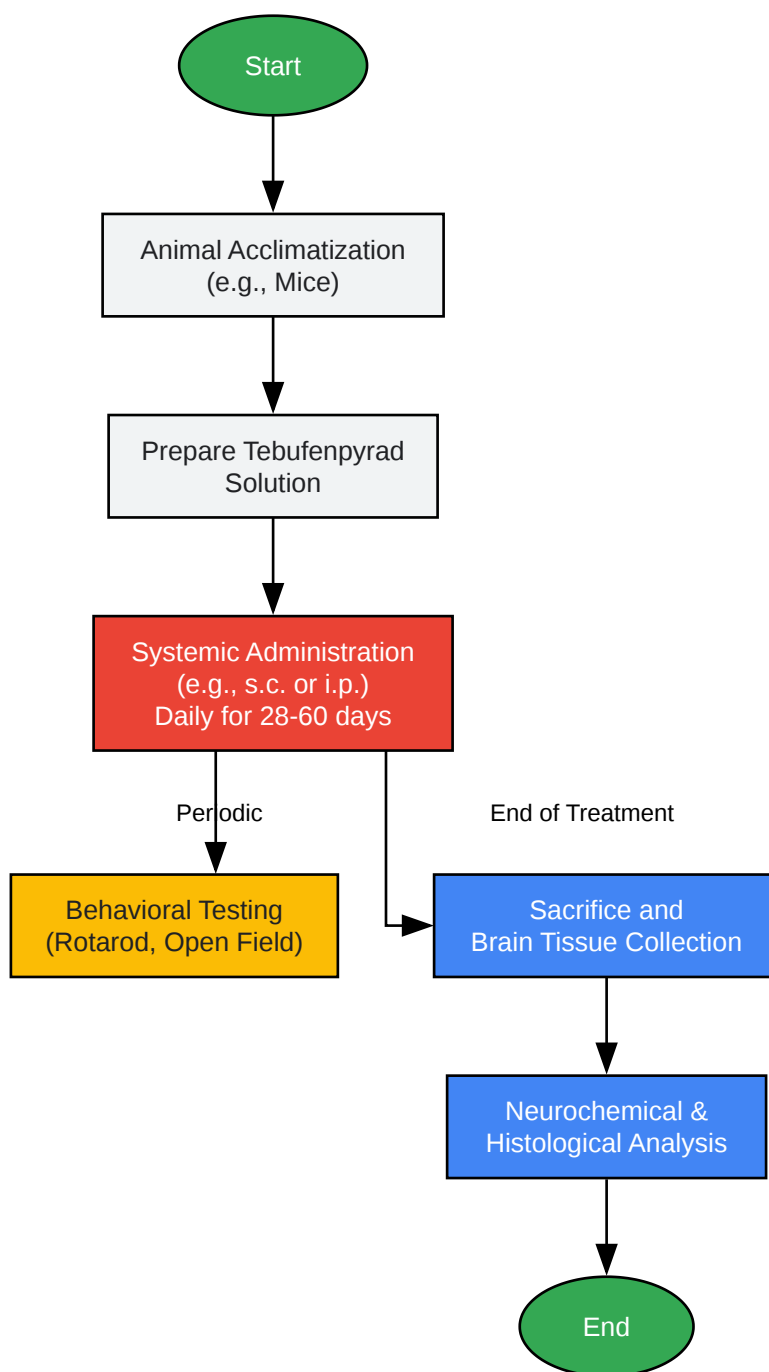 Start
Animal Acclimatization
(e.g., Mice)
Prepare Tebufenpyrad
Solution
Systemic Administration
(e.g., s.c. or i.p.)
Daily for 28-60 days
Periodic
End of Treatment
Behavioral Testing
(Rotarod, Open Field)
Sacrifice and
Brain Tissue Collection
Neurochemical &
Histological Analysis
End